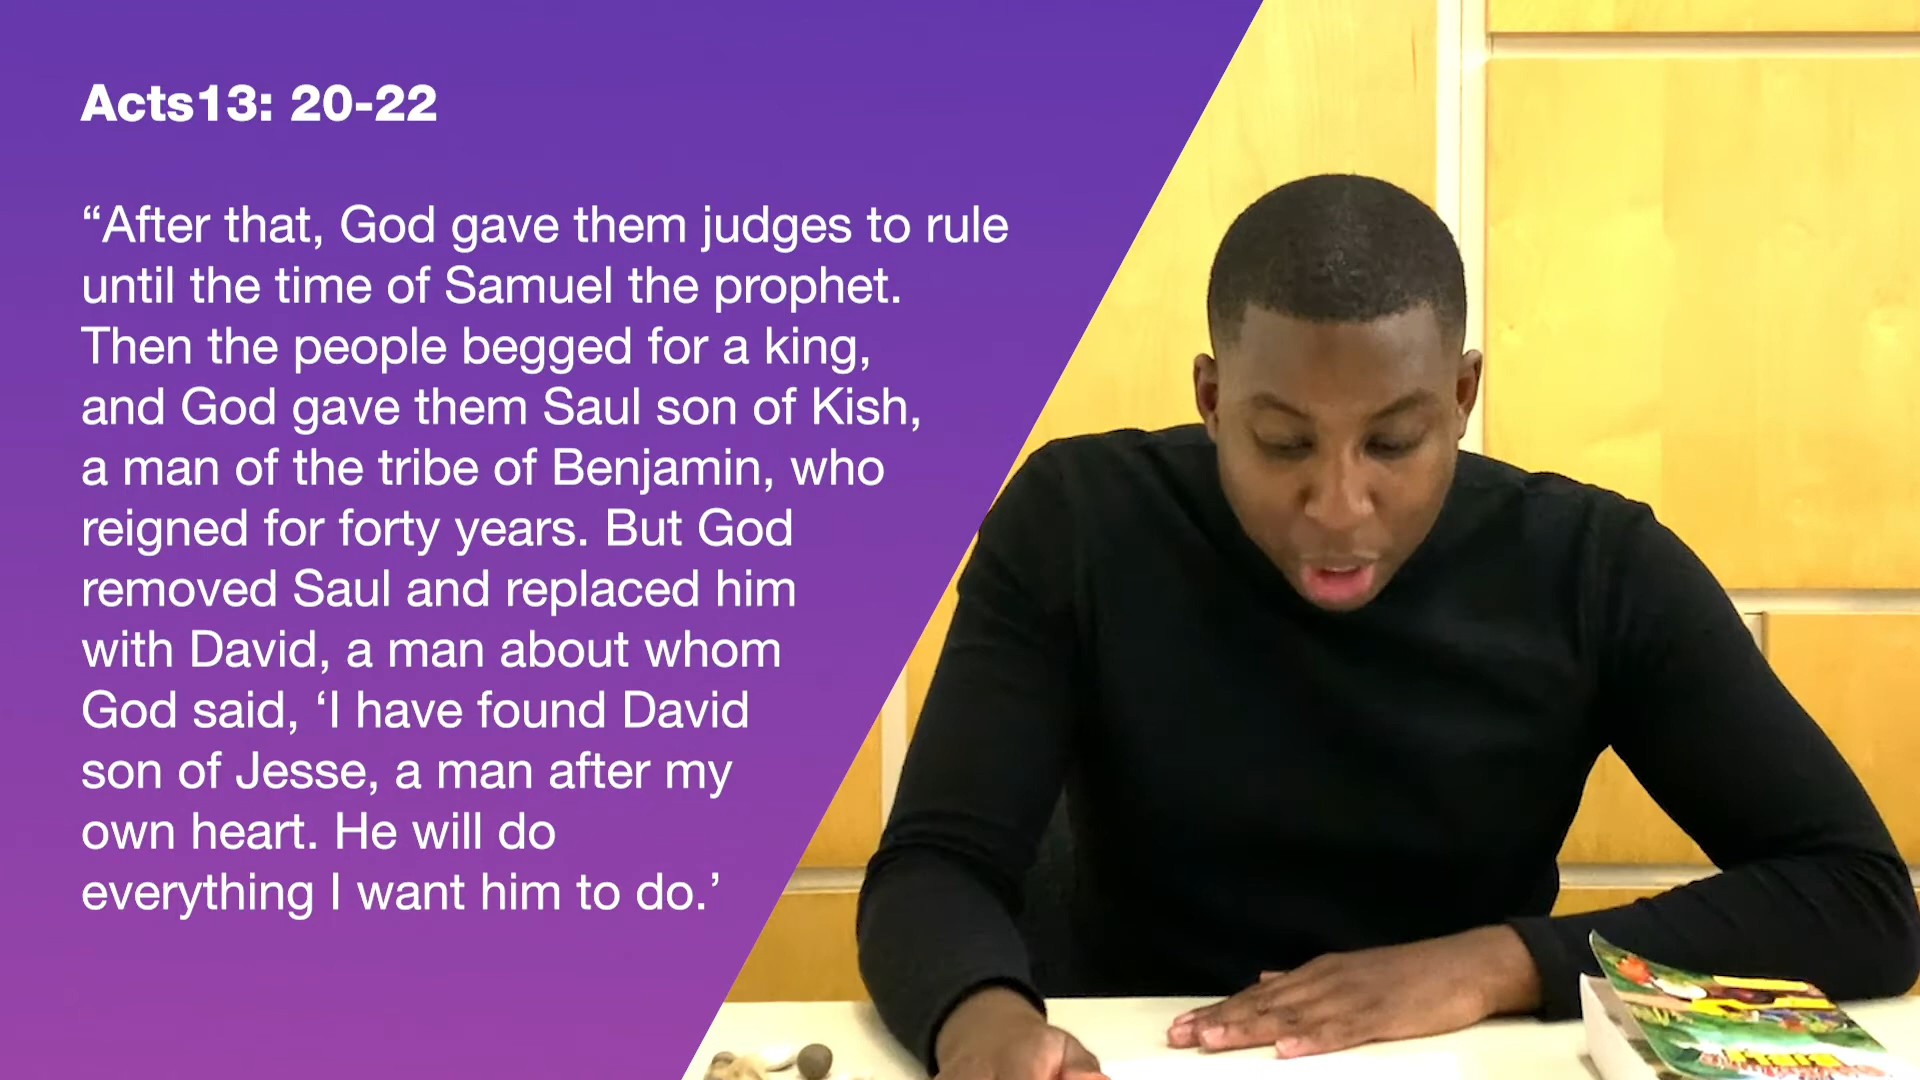 Acts13: 20-22
“After that, God gave them judges to rule
until the time of Samuel the prophet.
Then the people begged for a king,
and God gave them Saul son of Kish,
a man of the tribe of Benjamin, who
reigned for forty years. But God
removed Saul and replaced him
with David, a man about whom
God said, ‘I have found David
son of Jesse, a man after my
own heart. He will do
everything I want him to do.’